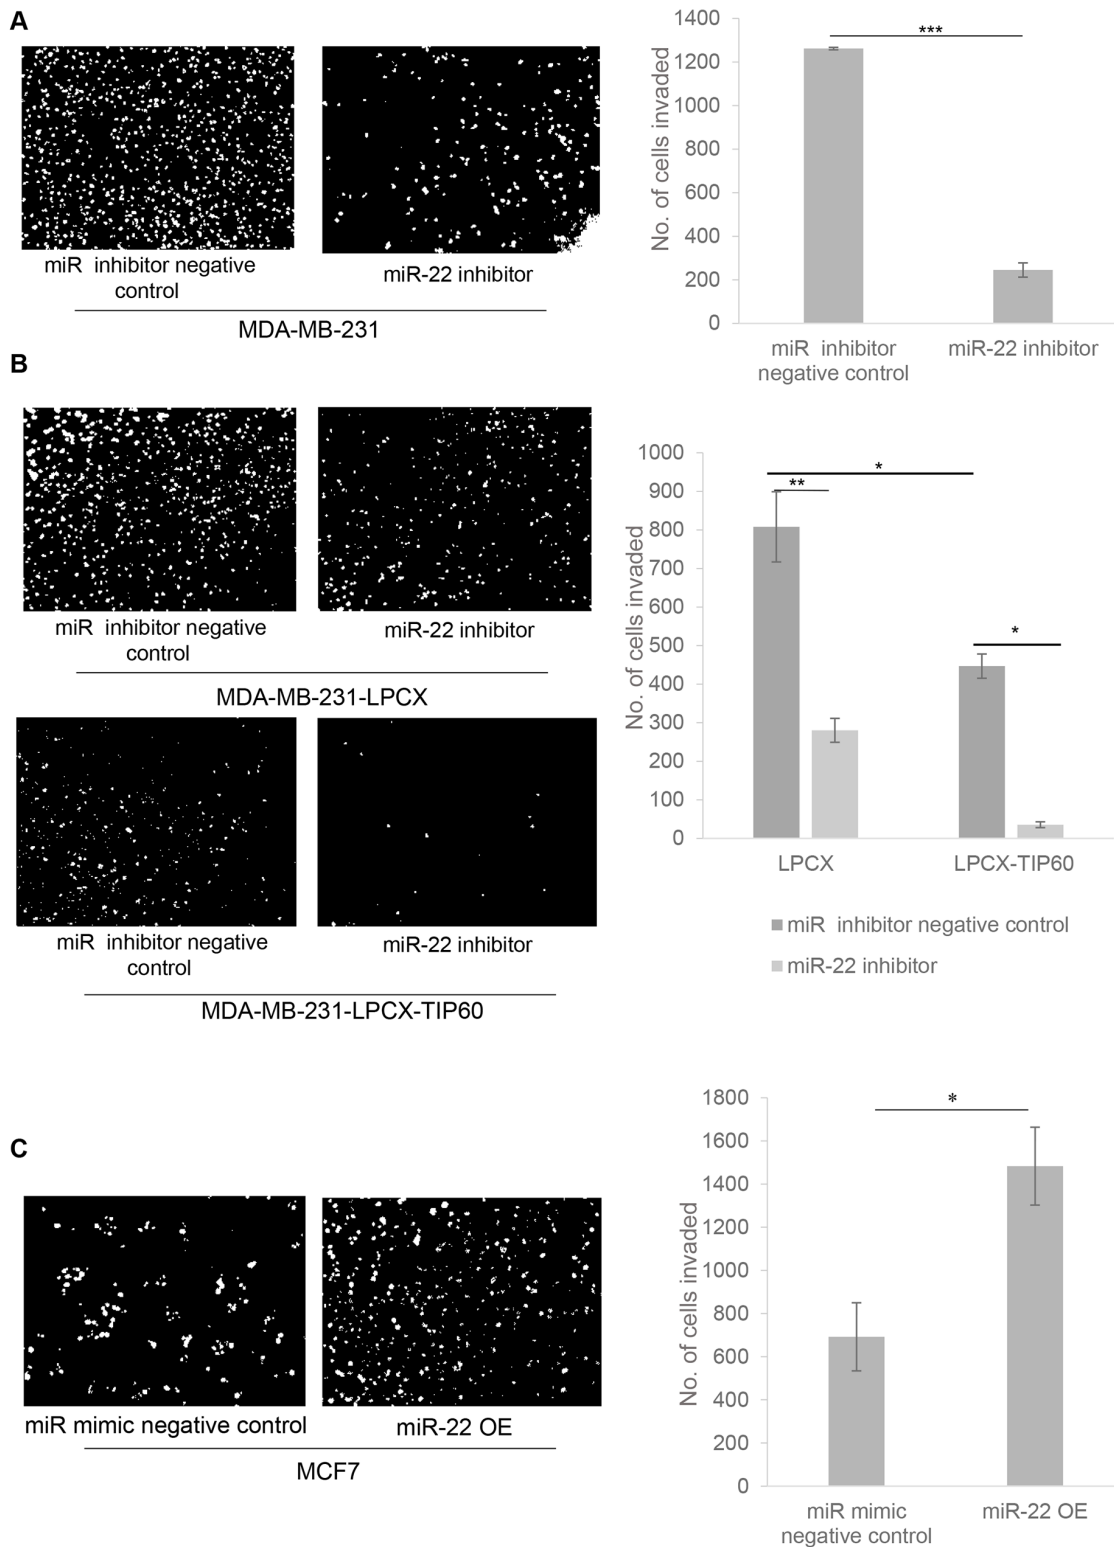 A
miR inhibitor negative
control
miR-22 inhibitor
MDA-MB-231
1400
1200
1000
800
600
400
200
0
No. of cells invaded
***
miR inhibitor
negative control
miR-22 inhibitor
B
miR inhibitor negative
control
miR-22 inhibitor
MDA-MB-231-LPCX
miR inhibitor negative
control
miR-22 inhibitor
MDA-MB-231-LPCX-TIP60
1000
900
800
700
600
500
400
300
200
100
0
No. of cells invaded
*
**
*
LPCX
LPCX-TIP60
miR inhibitor negative control
miR-22 inhibitor
C
miR mimic negative control
miR-22 OE
MCF7
1800
1600
1400
1200
1000
800
600
400
200
0
No. of cells invaded
*
miR mimic
negative control
miR-22 OE